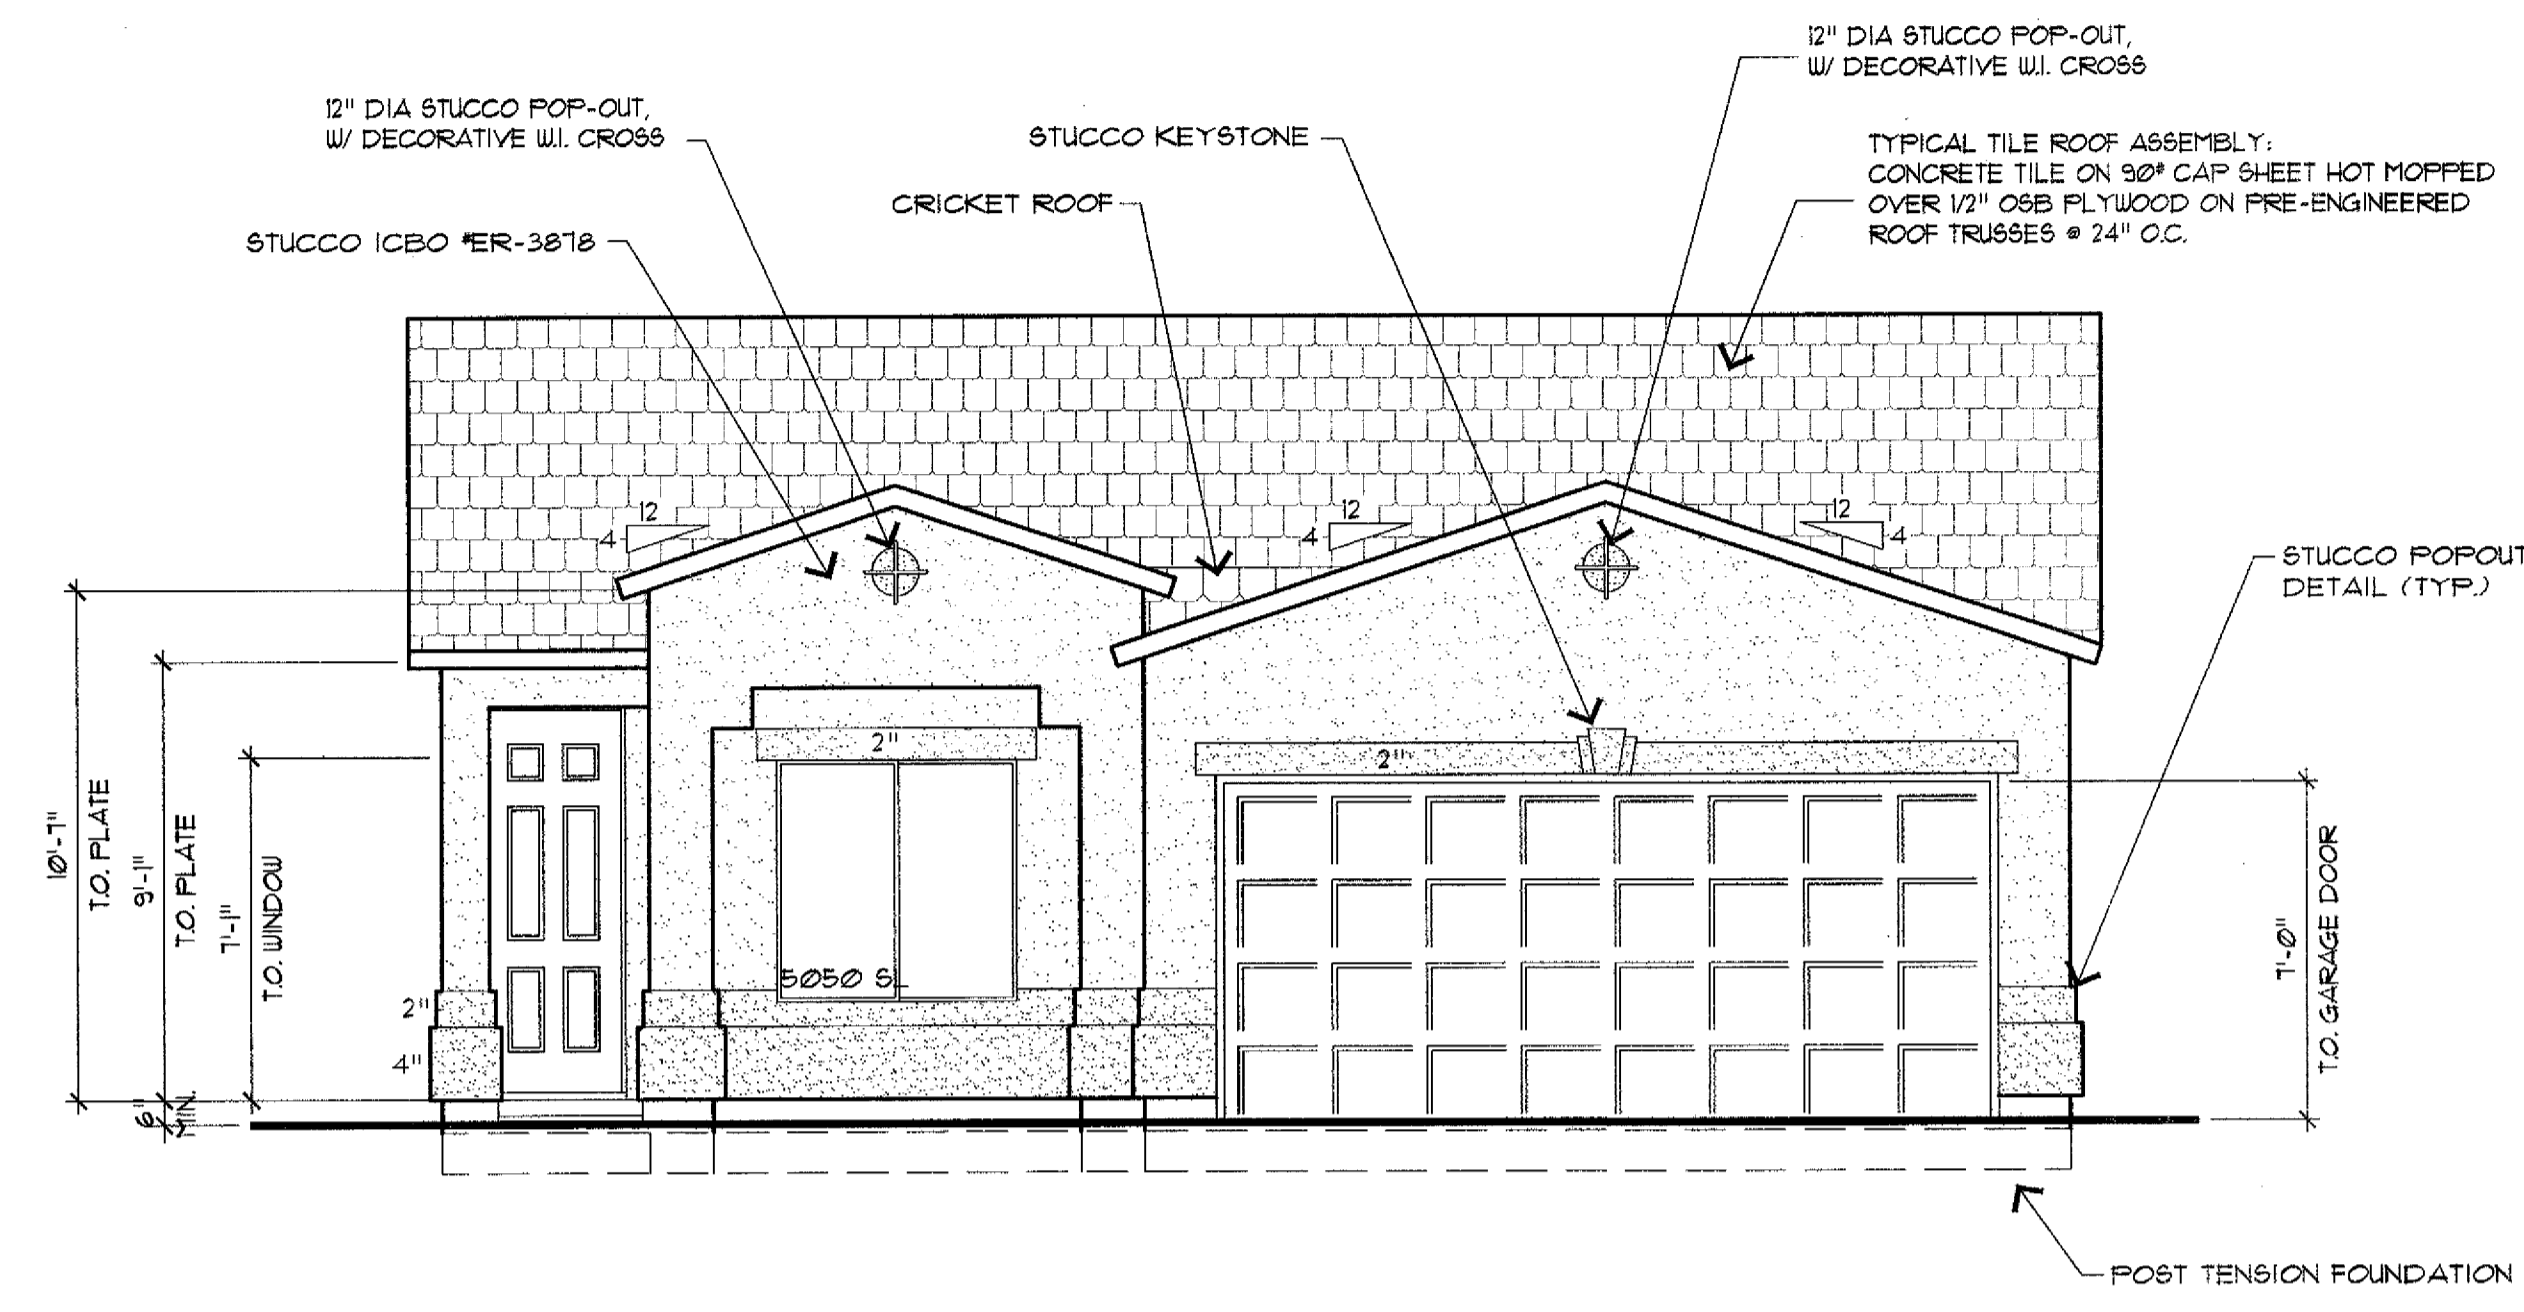 12" DIA STUCCO POP-OUT,
W/ DECORATIVE W.I. CROSS
12" DIA STUCCO POP-OUT,
W/ DECORATIVE W.I. CROSS
STUCCO KEYSTONE
TYPICAL TILE ROOF ASSEMBLY:
CONCRETE TILE ON 90# CAP SHEET HOT MOPPED
OVER 1/2" OSB PLYWOOD ON PRE-ENGINEERED
ROOF TRUSSES @ 24" O.C.
CRICKET ROOF
STUCCO ICBO #ER-3878
12
4
12
4
12
4
STUCCO POPOUT
DETAIL (TYP.)
2"
2"
5050 SL
2"
4"
10'-1"
T.O. PLATE
9'-1"
T.O. PLATE
7'-1"
T.O. WINDOW
6"
MIN.
7'-0"
T.O. GARAGE DOOR
POST TENSION FOUNDATION